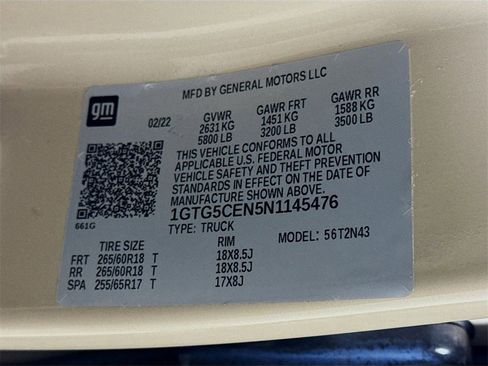 MFD BY GENERAL MOTORS LLC
gm
02/22 GVWR GAWR FRT GAWR RR
2631 KG 1451 KG 1588 KG
5800 LB 3200 LB 3500 LB
THIS VEHICLE CONFORMS TO ALL
APPLICABLE U.S. FEDERAL MOTOR
VEHICLE SAFETY AND THEFT PREVENTION
STANDARDS IN EFFECT ON THE DATE OF
MANUFACTURE SHOWN ABOVE.
661G
1GTG5CEN5N1145476
TYPE: TRUCK MODEL: 56T2N43
TIRE SIZE RIM
FRT 265/60R18 T 18X8.5J
RR 265/60R18 T 18X8.5J
SPA 255/65R17 T 17X8J